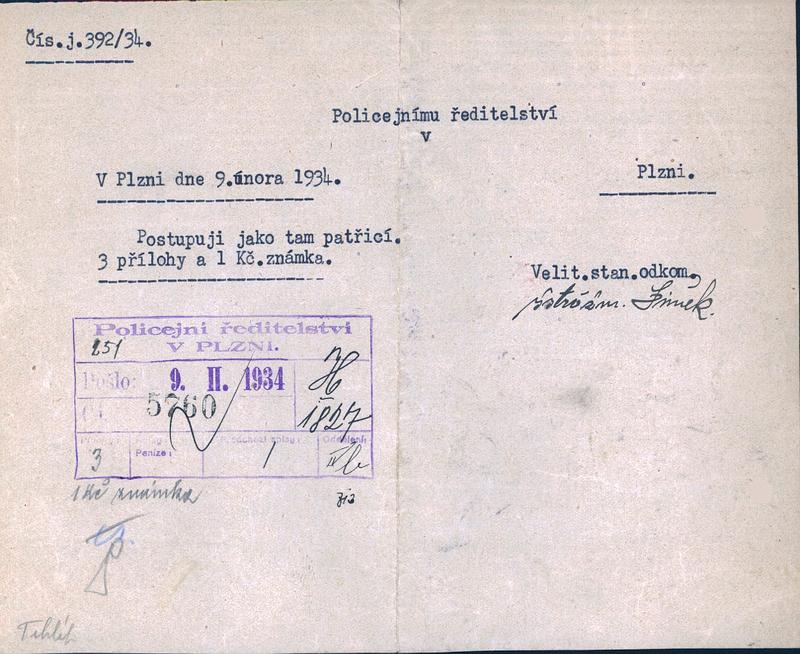 Čís.j.392/34.
Policejnímu ředitelství
v
Plzni.
V Plzni dne 9.února 1934.
Postupuji jako tam patřicí.
3 přílohy a 1 Kč.známka.
Velit.stan.odkom.
Policejní ředitelství
251
V PLZNI.
Došlo: 9. II. 1934
H
Č.j. 5760
1827
Oddělení:
3
Peníze:
1
1 Kč známka